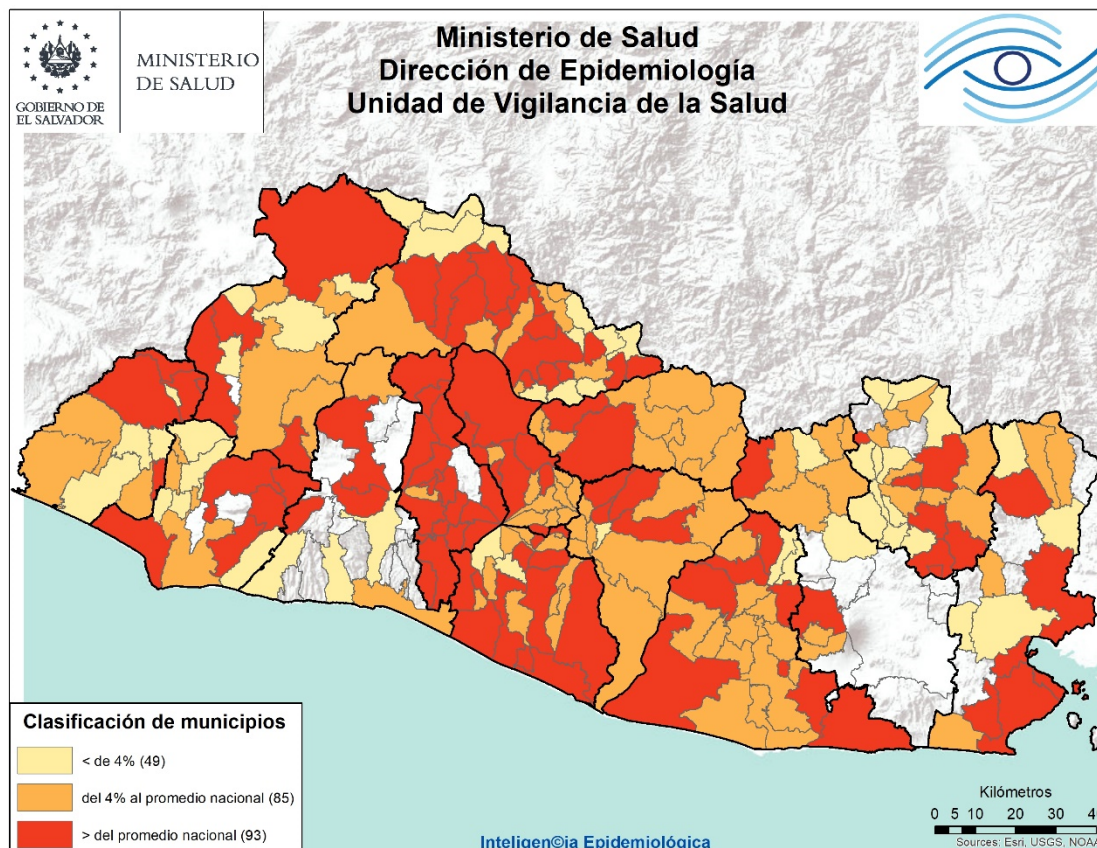 GOBIERNO DE
EL SALVADOR
MINISTERIO
DE SALUD
Ministerio de Salud
Dirección de Epidemiología
Unidad de Vigilancia de la Salud
Clasificación de municipios
< de 4% (49)
del 4% al promedio nacional (85)
> del promedio nacional (93)
Inteligen©ia Epidemiológica
Kilómetros
0 5 10 20 30 40
Sources: Esri, USGS, NOAA